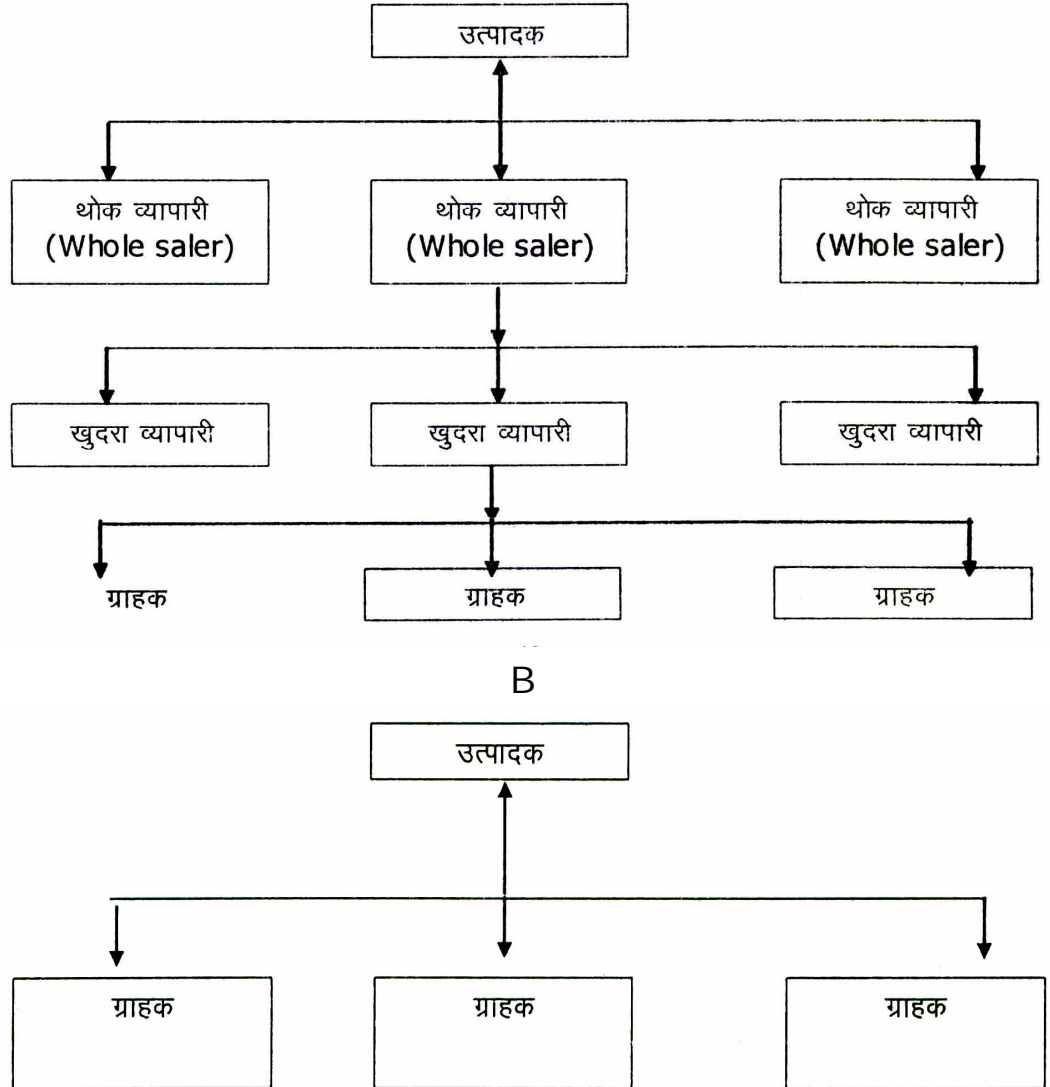 उत्पादक
थोक व्यापारी
(Whole saler)
थोक व्यापारी
(Whole saler)
थोक व्यापारी
(Whole saler)
खुदरा व्यापारी
खुदरा व्यापारी
खुदरा व्यापारी
ग्राहक
ग्राहक
ग्राहक
B
उत्पादक
ग्राहक
ग्राहक
ग्राहक